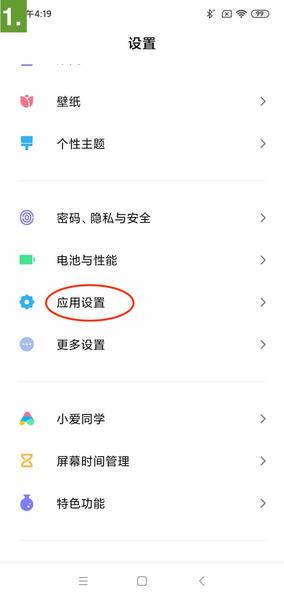 1.
午4:19
99
设置
壁纸
个性主题
密码、隐私与安全
电池与性能
应用设置
更多设置
小爱同学
屏幕时间管理
特色功能